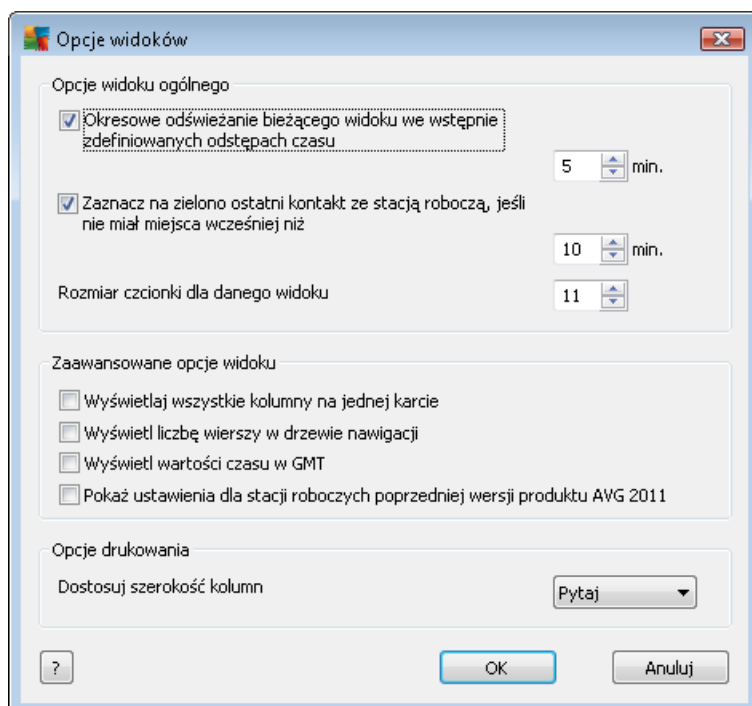 Opcje widoków
Opcje widoku ogólnego
Okresowe odświeżanie bieżącego widoku we wstępnie
zdefiniowanych odstępach czasu
5 min.
Zaznacz na zielono ostatni kontakt ze stacją roboczą, jeśli
nie miał miejsca wcześniej niż
10 min.
Rozmiar czcionki dla danego widoku 11
Zaawansowane opcje widoku
Wyświetlaj wszystkie kolumny na jednej karcie
Wyświetl liczbę wierszy w drzewie nawigacji
Wyświetl wartości czasu w GMT
Pokaż ustawienia dla stacji roboczych poprzedniej wersji produktu AVG 2011
Opcje drukowania
Dostosuj szerokość kolumn Pytaj
? OK Anuluj